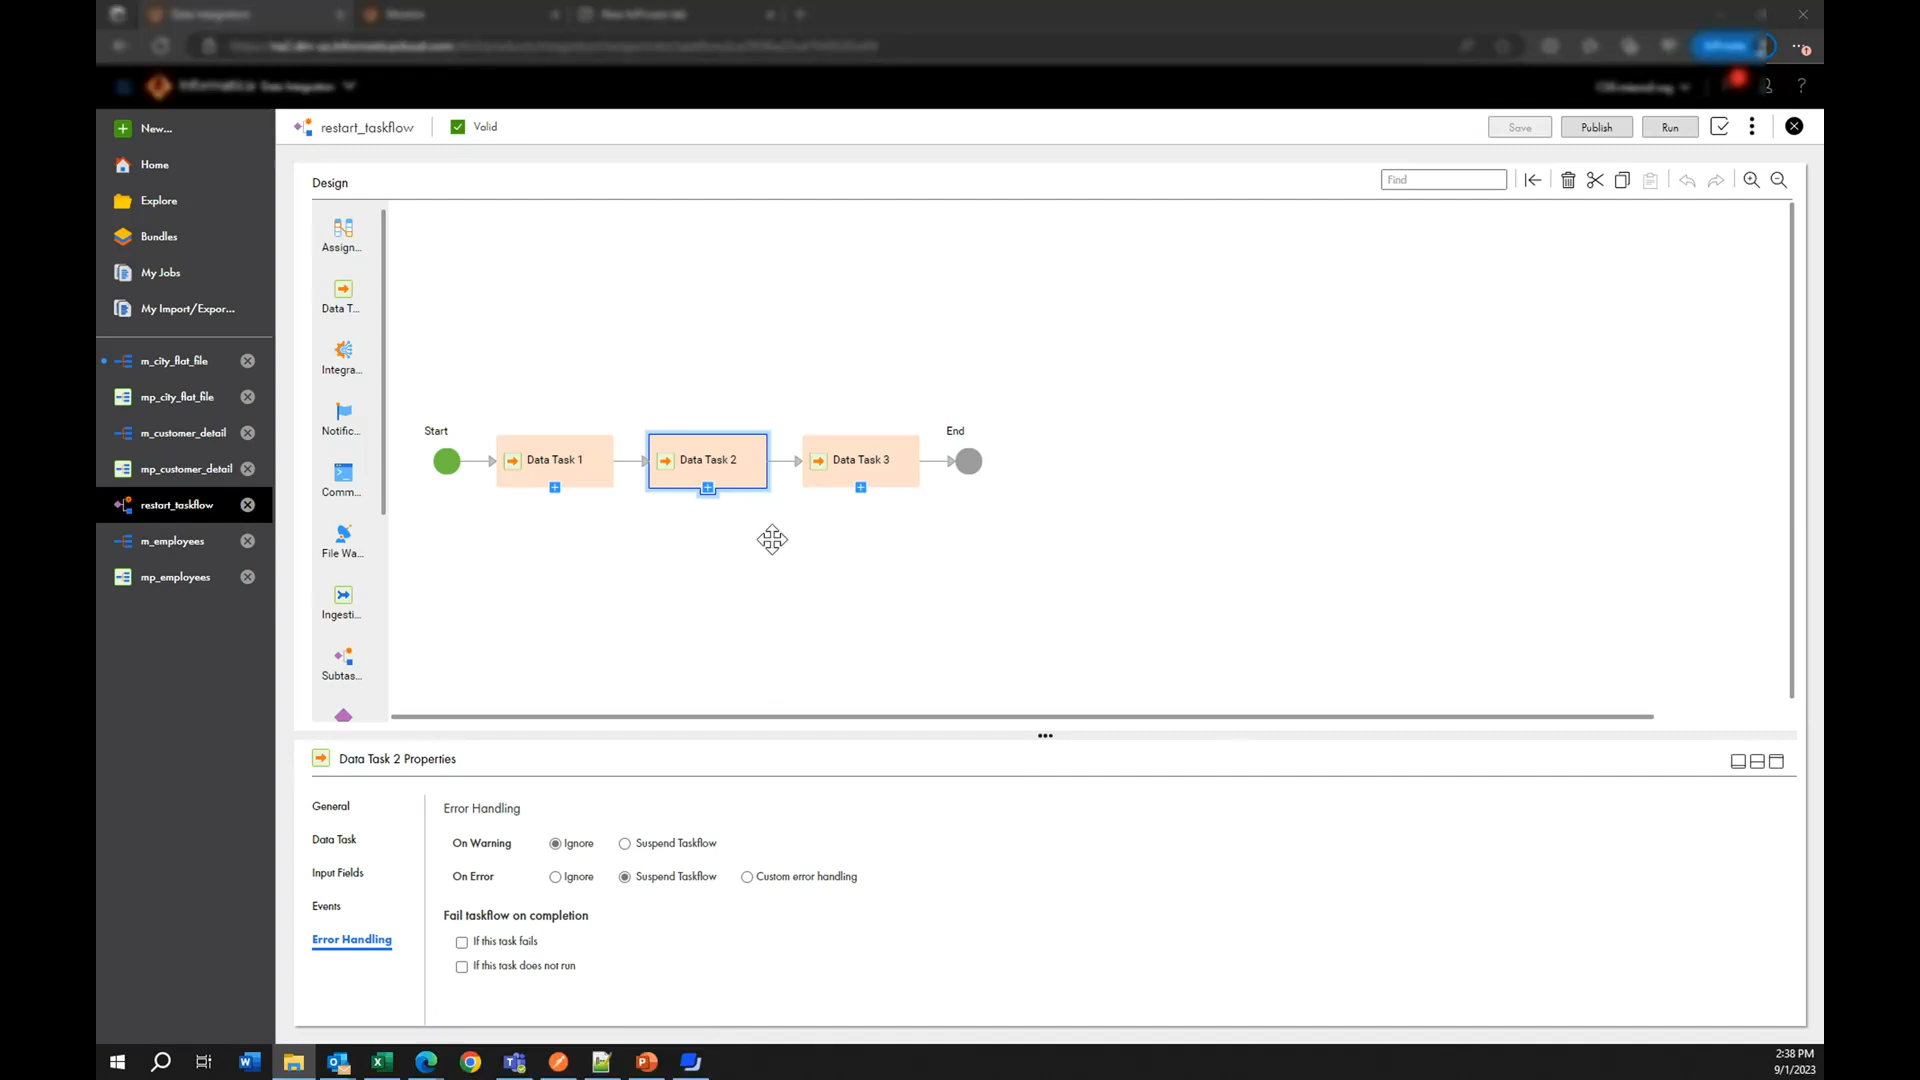 Informatica Data Integration
?
New...
Home
Explore
Bundles
My Jobs
My Import/Expor...
m_city_flat_file
mp_city_flat_file
m_customer_detail
mp_customer_detail
restart_taskflow
m_employees
mp_employees
restart_taskflow
Valid
Save
Publish
Run
Design
Find
Assign...
Data T...
Integra...
Notific...
Comm...
File Wa...
Ingesti...
Subtas...
Start
Data Task 1
Data Task 2
Data Task 3
End
Data Task 2 Properties
General
Data Task
Input Fields
Events
Error Handling
Error Handling
On Warning Ignore Suspend Taskflow
On Error Ignore Suspend Taskflow Custom error handling
Fail taskflow on completion
If this task fails
If this task does not run
2:38 PM
9/1/2023